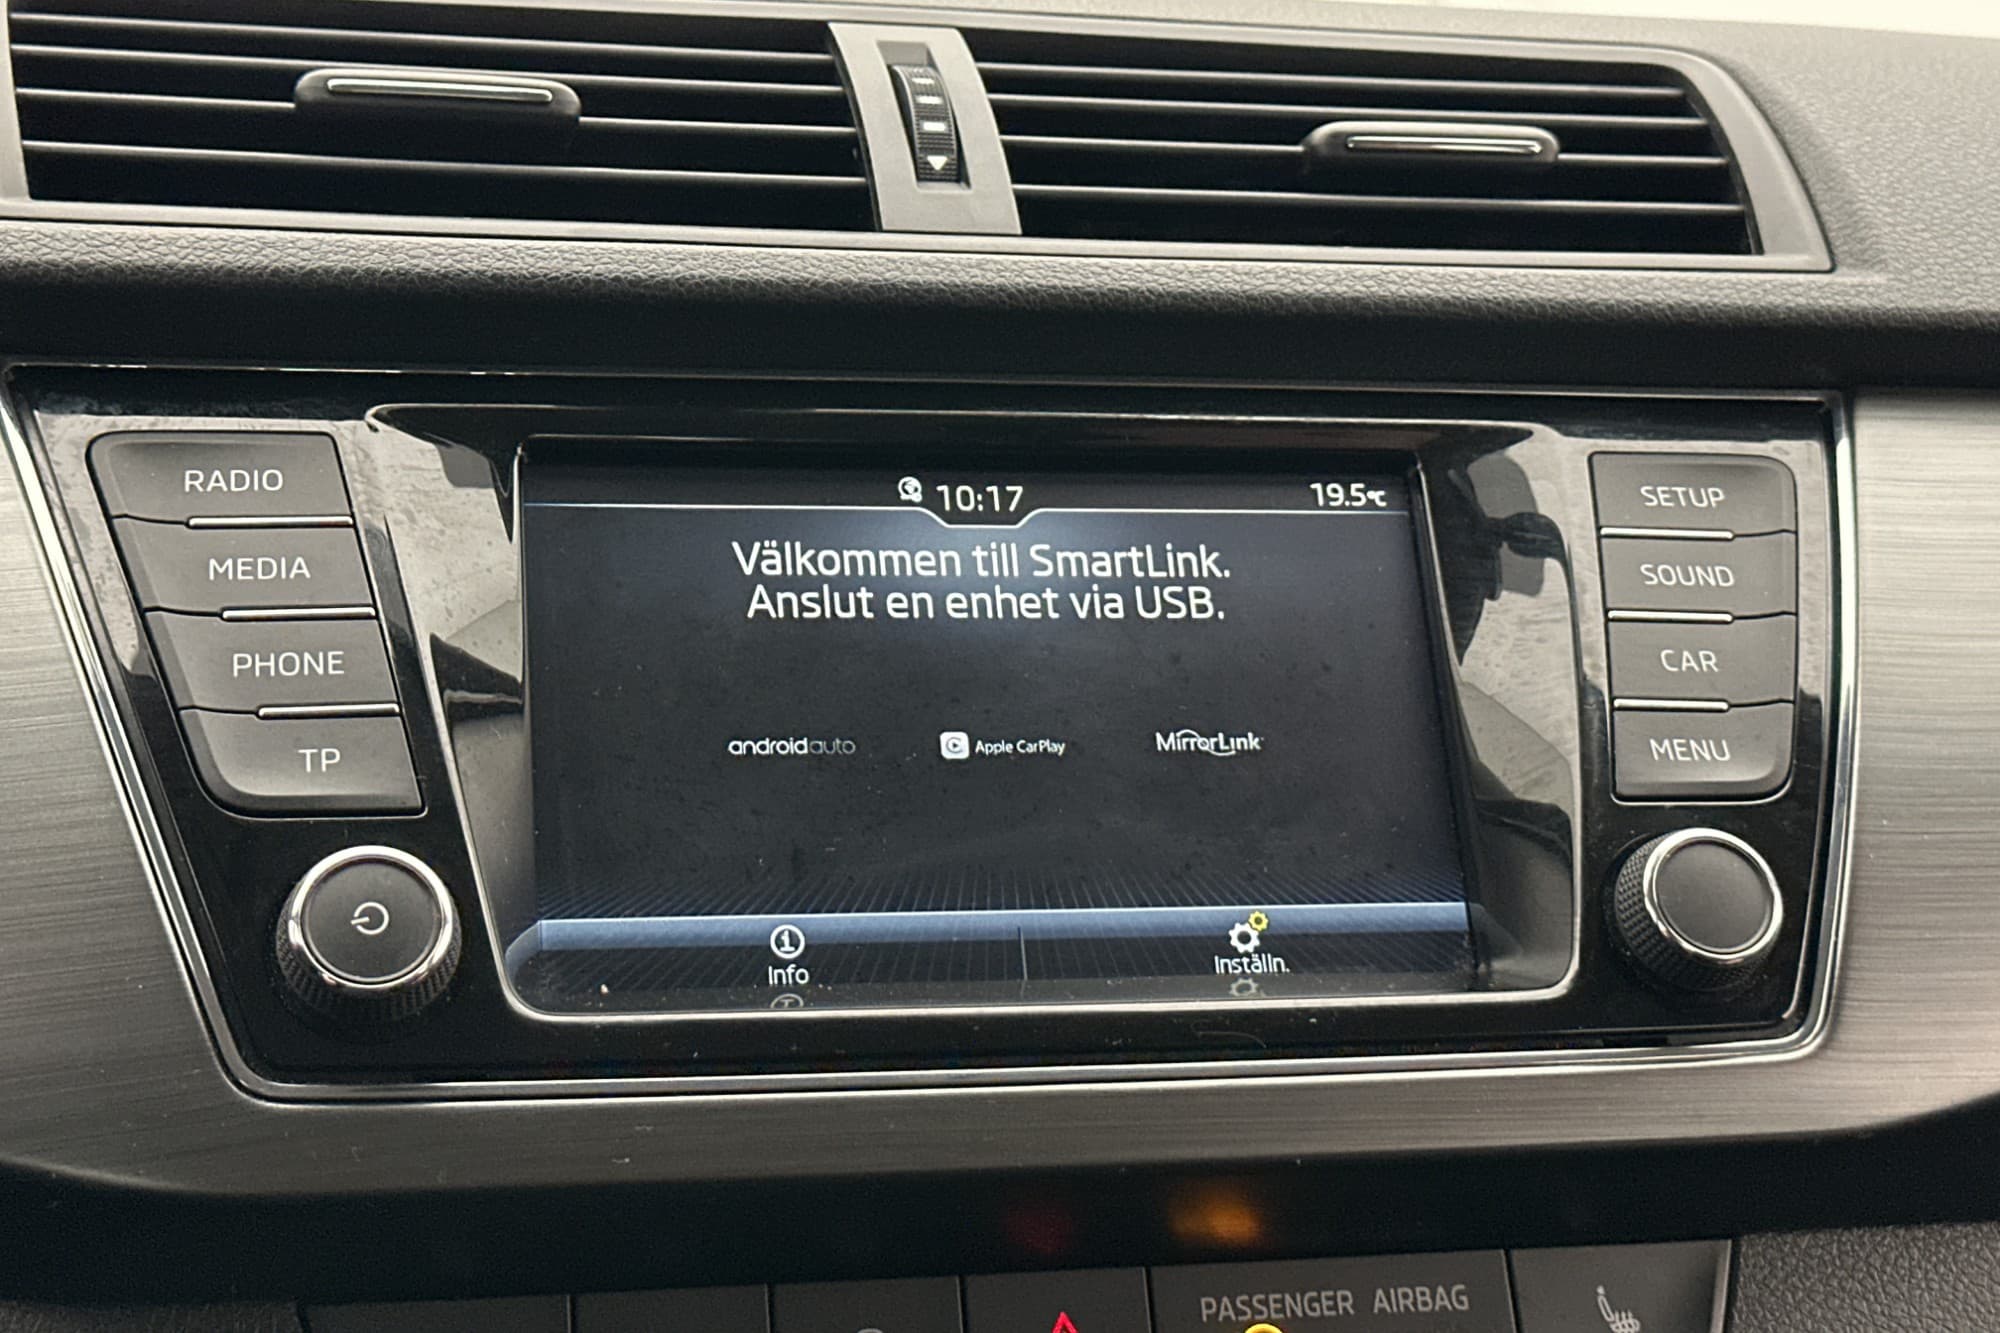 RADIO
MEDIA
PHONE
TP
10:17
19.5°C
Välkommen till SmartLink.
Anslut en enhet via USB.
androidauto
Apple CarPlay
MirrorLink
Info
Inställn.
SETUP
SOUND
CAR
MENU
PASSENGER AIRBAG